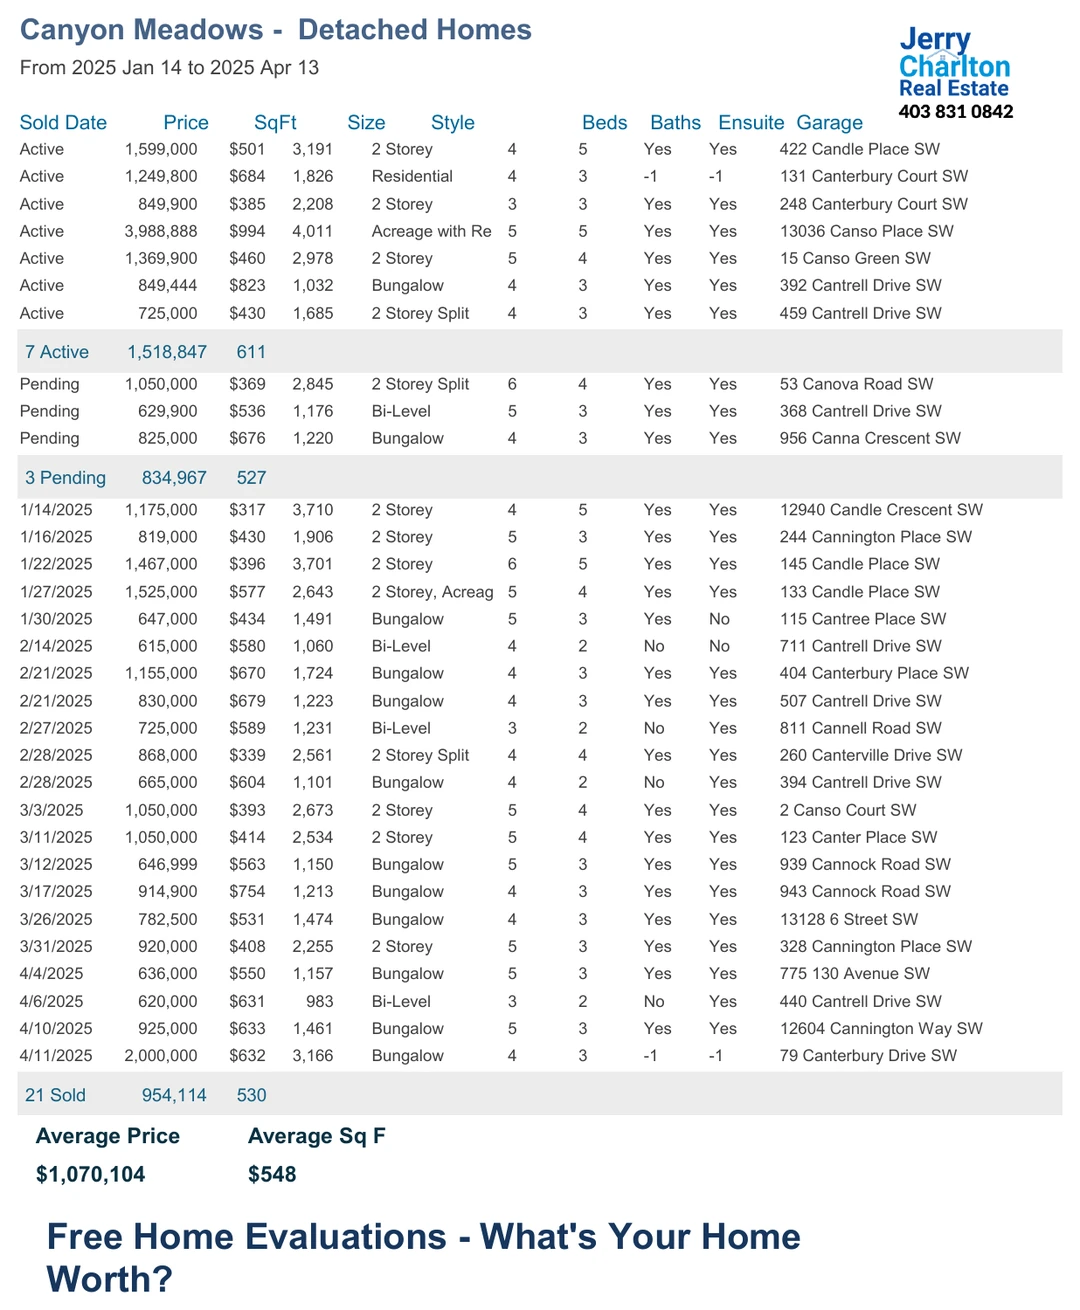 Canyon Meadows -  Detached Homes
From 2025 Jan 14 to 2025 Apr 13
Jerry
Charlton
Real Estate
403 831 0842
Sold Date Price SqFt Size Style Beds Baths Ensuite Garage
Active 1,599,000 $501 3,191 2 Storey 4 5 Yes Yes 422 Candle Place SW
Active 1,249,800 $684 1,826 Residential 4 3 -1 -1 131 Canterbury Court SW
Active 849,900 $385 2,208 2 Storey 3 3 Yes Yes 248 Canterbury Court SW
Active 3,988,888 $994 4,011 Acreage with Re 5 5 Yes Yes 13036 Canso Place SW
Active 1,369,900 $460 2,978 2 Storey 5 4 Yes Yes 15 Canso Green SW
Active 849,444 $823 1,032 Bungalow 4 3 Yes Yes 392 Cantrell Drive SW
Active 725,000 $430 1,685 2 Storey Split 4 3 Yes Yes 459 Cantrell Drive SW
7 Active 1,518,847 611
Pending 1,050,000 $369 2,845 2 Storey Split 6 4 Yes Yes 53 Canova Road SW
Pending 629,900 $536 1,176 Bi-Level 5 3 Yes Yes 368 Cantrell Drive SW
Pending 825,000 $676 1,220 Bungalow 4 3 Yes Yes 956 Canna Crescent SW
3 Pending 834,967 527
1/14/2025 1,175,000 $317 3,710 2 Storey 4 5 Yes Yes 12940 Candle Crescent SW
1/16/2025 819,000 $430 1,906 2 Storey 5 3 Yes Yes 244 Cannington Place SW
1/22/2025 1,467,000 $396 3,701 2 Storey 6 5 Yes Yes 145 Candle Place SW
1/27/2025 1,525,000 $577 2,643 2 Storey, Acreag 5 4 Yes Yes 133 Candle Place SW
1/30/2025 647,000 $434 1,491 Bungalow 5 3 Yes No 115 Cantree Place SW
2/14/2025 615,000 $580 1,060 Bi-Level 4 2 No No 711 Cantrell Drive SW
2/21/2025 1,155,000 $670 1,724 Bungalow 4 3 Yes Yes 404 Canterbury Place SW
2/21/2025 830,000 $679 1,223 Bungalow 4 3 Yes Yes 507 Cantrell Drive SW
2/27/2025 725,000 $589 1,231 Bi-Level 3 2 No Yes 811 Cannell Road SW
2/28/2025 868,000 $339 2,561 2 Storey Split 4 4 Yes Yes 260 Canterville Drive SW
2/28/2025 665,000 $604 1,101 Bungalow 4 2 No Yes 394 Cantrell Drive SW
3/3/2025 1,050,000 $393 2,673 2 Storey 5 4 Yes Yes 2 Canso Court SW
3/11/2025 1,050,000 $414 2,534 2 Storey 5 4 Yes Yes 123 Canter Place SW
3/12/2025 646,999 $563 1,150 Bungalow 5 3 Yes Yes 939 Cannock Road SW
3/17/2025 914,900 $754 1,213 Bungalow 4 3 Yes Yes 943 Cannock Road SW
3/26/2025 782,500 $531 1,474 Bungalow 4 3 Yes Yes 13128 6 Street SW
3/31/2025 920,000 $408 2,255 2 Storey 5 3 Yes Yes 328 Cannington Place SW
4/4/2025 636,000 $550 1,157 Bungalow 5 3 Yes Yes 775 130 Avenue SW
4/6/2025 620,000 $631 983 Bi-Level 3 2 No Yes 440 Cantrell Drive SW
4/10/2025 925,000 $633 1,461 Bungalow 5 3 Yes Yes 12604 Cannington Way SW
4/11/2025 2,000,000 $632 3,166 Bungalow 4 3 -1 -1 79 Canterbury Drive SW
21 Sold 954,114 530
Average Price Average Sq F
$1,070,104 $548
Free Home Evaluations - What's Your Home
Worth?